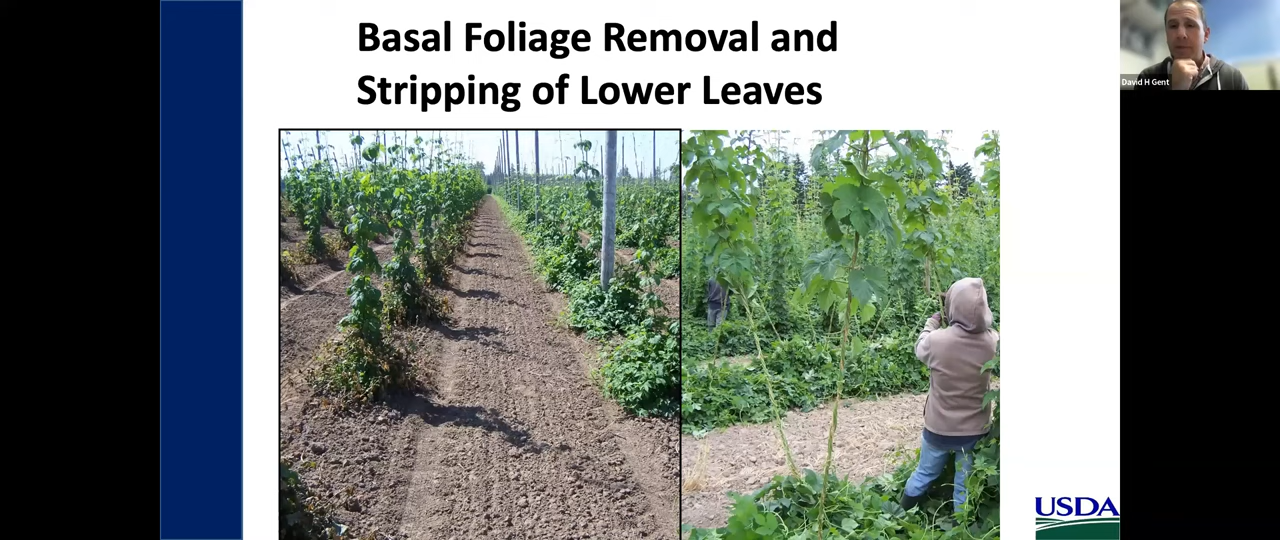 Basal Foliage Removal and
Stripping of Lower Leaves
David H Gent
USDA